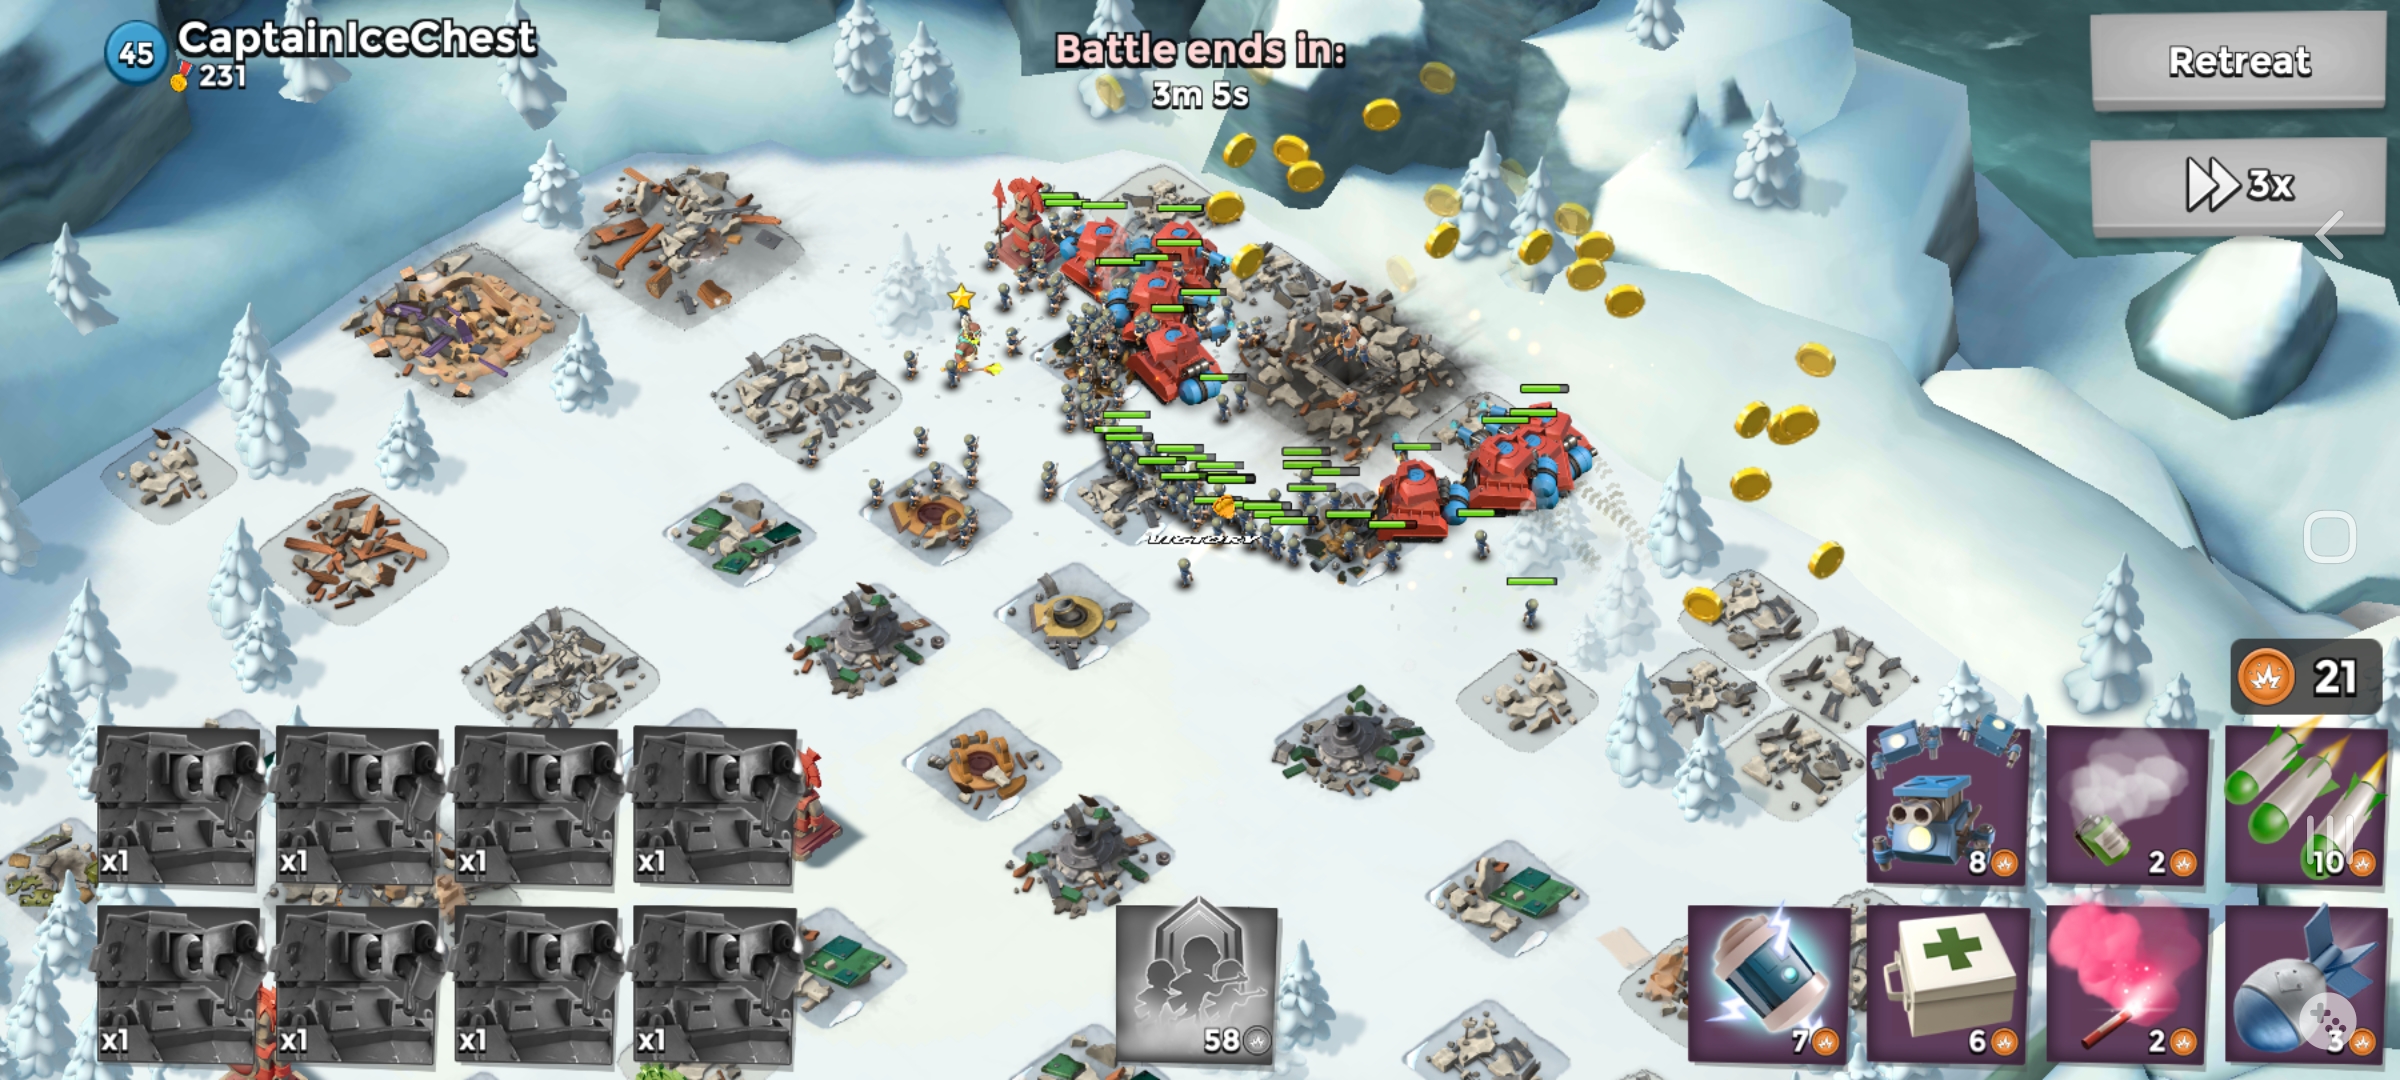 45
CaptainIceChest
231
Battle ends in:
3m 5s
Retreat
3x
VICTORY
21
x1
x1
x1
x1
8
2
10
x1
x1
x1
x1
58
7
6
2
3